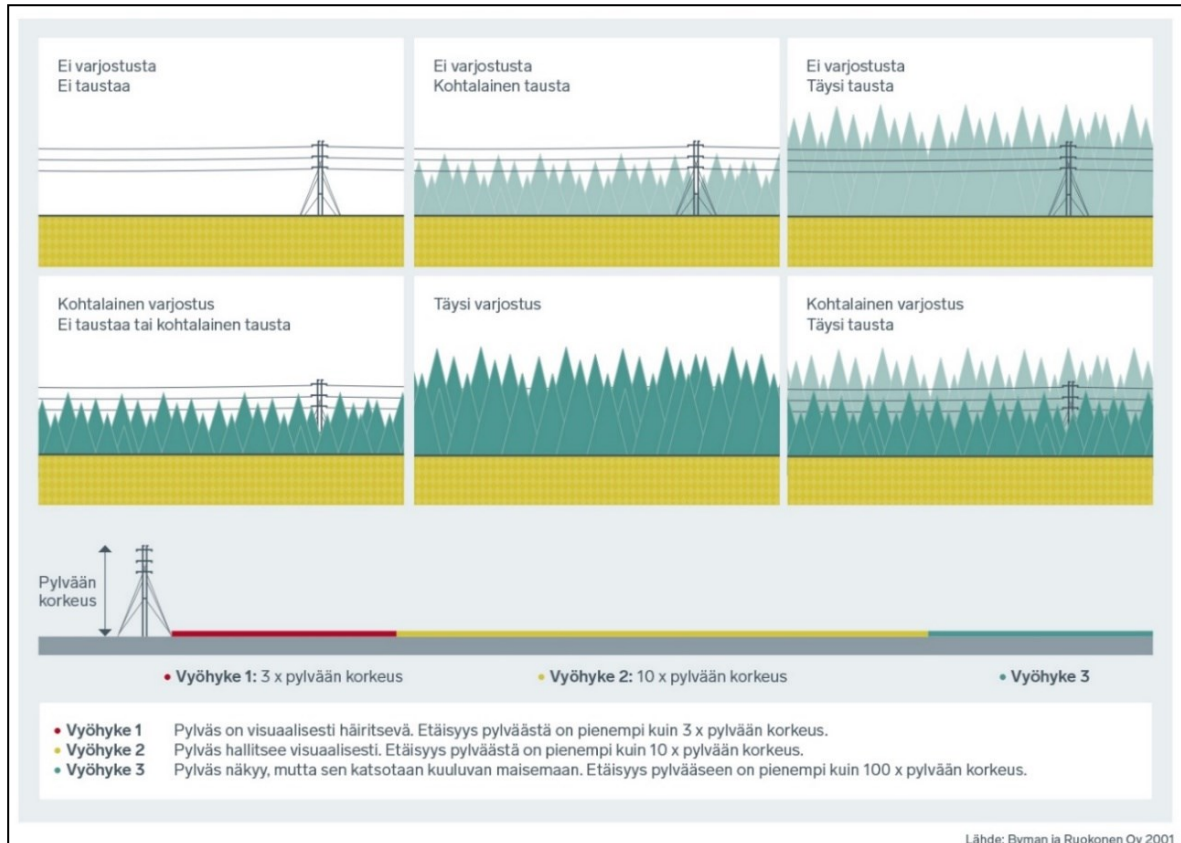 Ei varjostusta
Ei taustaa
Ei varjostusta
Kohtalainen tausta
Ei varjostusta
Täysi tausta
Kohtalainen varjostus
Ei taustaa tai kohtalainen tausta
Täysi varjostus
Kohtalainen varjostus
Täysi tausta
Pylvään
korkeus
• Vyöhyke 1: 3 x pylvään korkeus
• Vyöhyke 2: 10 x pylvään korkeus
• Vyöhyke 3
• Vyöhyke 1 Pylväs on visuaalisesti häiritsevä. Etäisyys pylväästä on pienempi kuin 3 x pylvään korkeus.
• Vyöhyke 2 Pylväs hallitsee visuaalisesti. Etäisyys pylväästä on pienempi kuin 10 x pylvään korkeus.
• Vyöhyke 3 Pylväs näkyy, mutta sen katsotaan kuuluvan maisemaan. Etäisyys pylvääseen on pienempi kuin 100 x pylvään korkeus.
Lähde: Byman ja Ruokonen Oy 2001